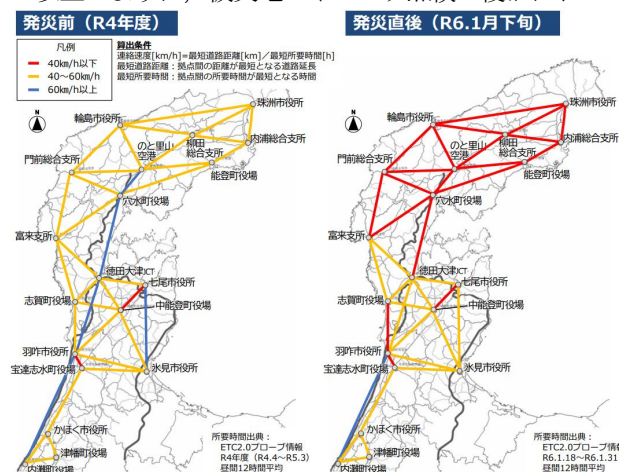 発災前（R4年度）
凡例
40km/h以下
40～60km/h
60km/h以上
算出条件
連絡速度[km/h]=最短道路距離[km]／最短所要時間[h]
最短道路距離：拠点間の距離が最短となる道路延長
最短所要時間：拠点間の所要時間が最短となる時間
N
珠洲市役所
輪島市役所
内浦総合支所
柳田
総合支所
のと里山
空港
門前総合支所
能登町役場
穴水町役場
富来支所
徳田大津JCT
七尾市役所
志賀町役場
中能登町役場
羽咋市役所
宝達志水町役場
氷見市役所
かほく市役所
津幡町役場
内灘町役場
所要時間出典：
ETC2.0プローブ情報
R4年度（R4.4～R5.3）
昼間12時間平均
発災直後（R6.1月下旬）
N
珠洲市役所
輪島市役所
内浦総合支所
柳田
総合支所
のと里山
空港
門前総合支所
能登町役場
穴水町役場
富来支所
徳田大津JCT
七尾市役所
志賀町役場
中能登町役場
羽咋市役所
宝達志水町役場
氷見市役所
かほく市役所
津幡町役場
内灘町役場
所要時間出典：
ETC2.0プローブ情報
R6.1.18～R6.1.31
昼間12時間平均